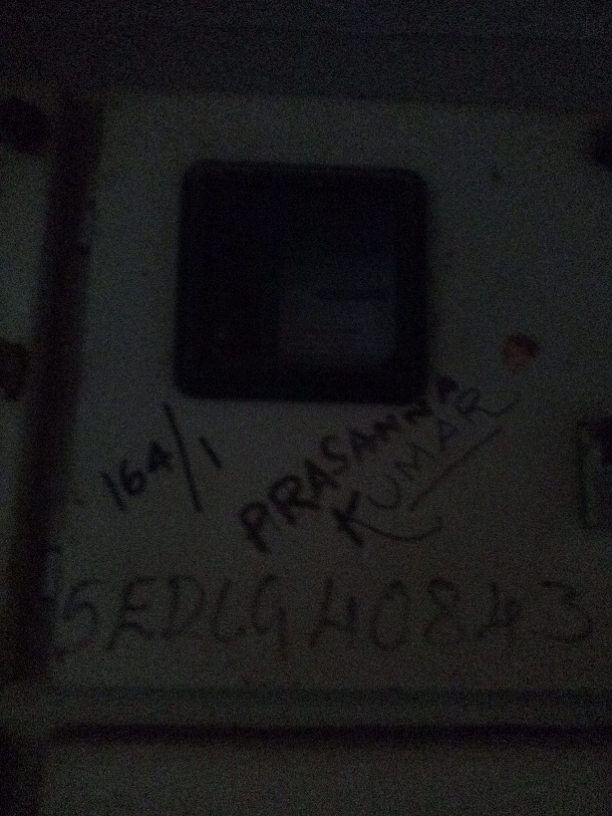 164/1
PRASANNA
KUMAR
5EDLG40843